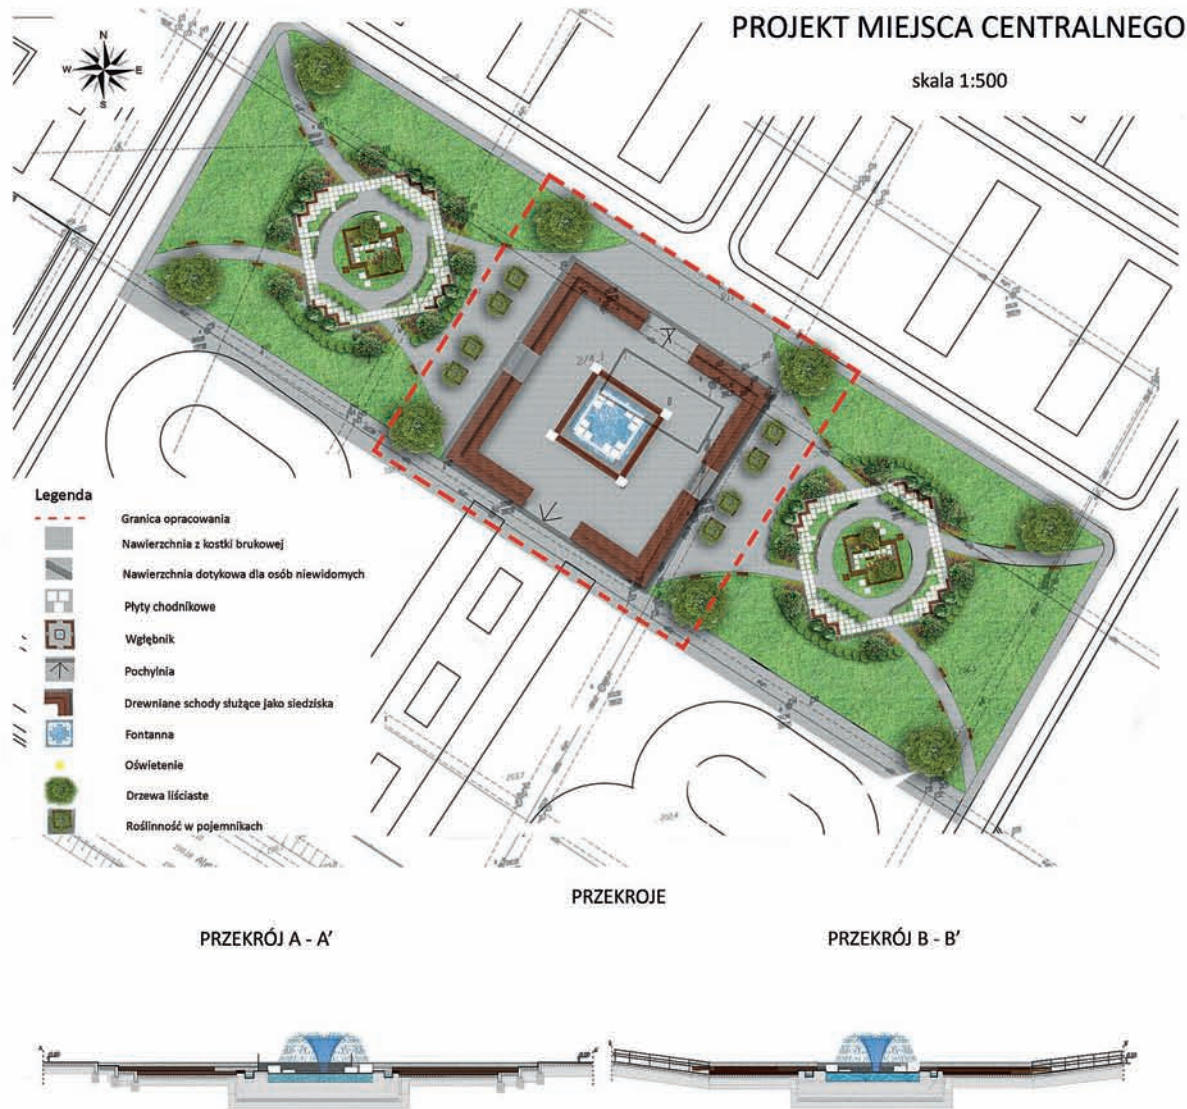 PROJEKT MIEJSCA CENTRALNEGO
skala 1:500
N
W
E
S
Legenda
Granica opracowania
Nawierzchnia z kostki brukowej
Nawierzchnia dotykowa dla osób niewidomych
Płyty chodnikowe
Wgłębnik
Pochylnia
Drewniane schody służące jako siedziska
Fontanna
Oświetenie
Drzewa liściaste
Roślinność w pojemnikach
PRZEKROJE
PRZEKRÓJ A - A'
PRZEKRÓJ B - B'